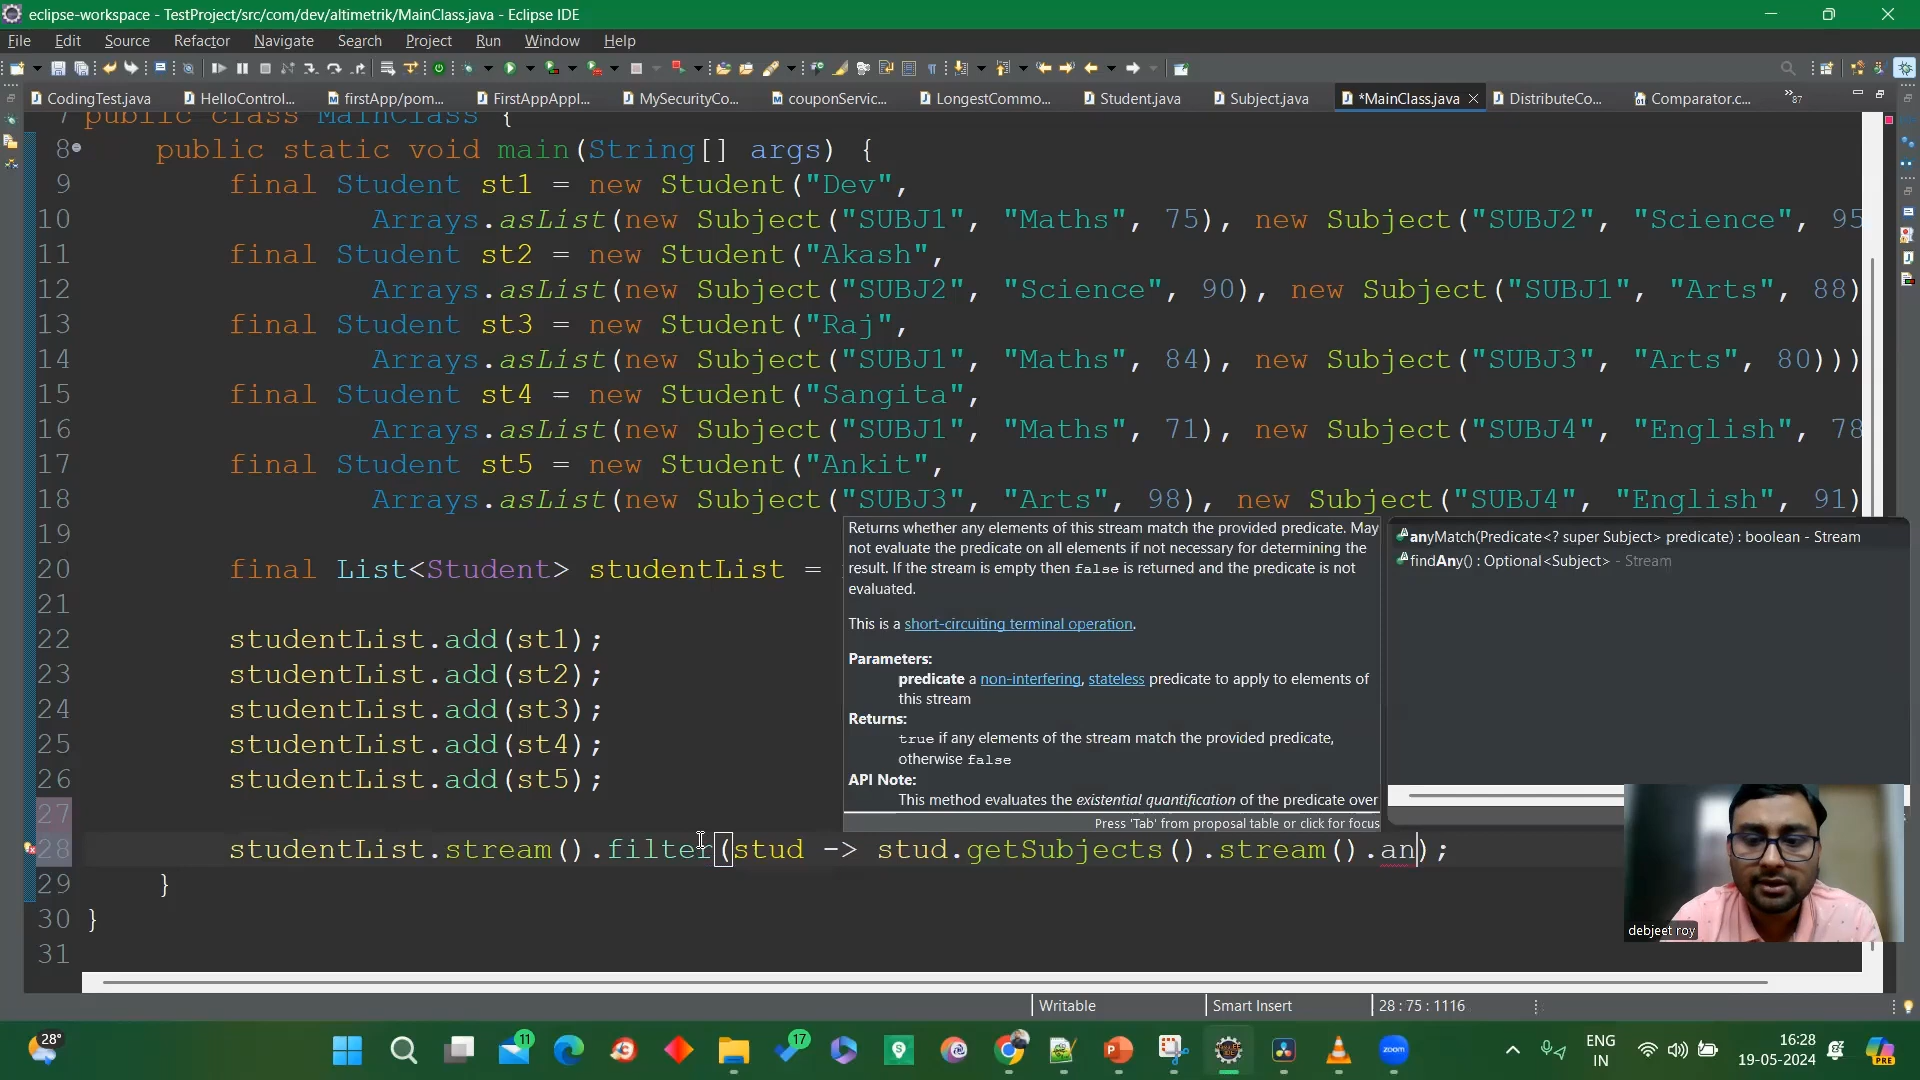 eclipse-workspace - TestProject/src/com/dev/altimetrik/MainClass.java - Eclipse IDE
File Edit Source Refactor Navigate Search Project Run Window Help
CodingTest.java HelloControl... firstApp/pom... FirstAppAppl... MySecurityCo... couponServic... LongestCommo... Student.java Subject.java *MainClass.java DistributeCo... Comparator.c... »87
7 public class MainClass {
8 public static void main(String[] args) {
9 final Student st1 = new Student("Dev",
10 Arrays.asList(new Subject("SUBJ1", "Maths", 75), new Subject("SUBJ2", "Science", 95
11 final Student st2 = new Student("Akash",
12 Arrays.asList(new Subject("SUBJ2", "Science", 90), new Subject("SUBJ1", "Arts", 88)
13 final Student st3 = new Student("Raj",
14 Arrays.asList(new Subject("SUBJ1", "Maths", 84), new Subject("SUBJ3", "Arts", 80)))
15 final Student st4 = new Student("Sangita",
16 Arrays.asList(new Subject("SUBJ1", "Maths", 71), new Subject("SUBJ4", "English", 78
17 final Student st5 = new Student("Ankit",
18 Arrays.asList(new Subject("SUBJ3", "Arts", 98), new Subject("SUBJ4", "English", 91)
19
20 final List<Student> studentList =
21
22 studentList.add(st1);
23 studentList.add(st2);
24 studentList.add(st3);
25 studentList.add(st4);
26 studentList.add(st5);
27
28 studentList.stream().filter(stud -> stud.getSubjects().stream().an);
29 }
30 }
31
Returns whether any elements of this stream match the provided predicate. May
not evaluate the predicate on all elements if not necessary for determining the
result. If the stream is empty then false is returned and the predicate is not
evaluated.
This is a short-circuiting terminal operation.
Parameters:
predicate a non-interfering, stateless predicate to apply to elements of
this stream
Returns:
true if any elements of the stream match the provided predicate,
otherwise false
API Note:
This method evaluates the existential quantification of the predicate over
Press 'Tab' from proposal table or click for focus
anyMatch(Predicate<? super Subject> predicate) : boolean - Stream
findAny() : Optional<Subject> - Stream
debjeet roy
Writable Smart Insert 28 : 75 : 1116
28° 11 17 zoom ENG 16:28
IN 19-05-2024 PRE